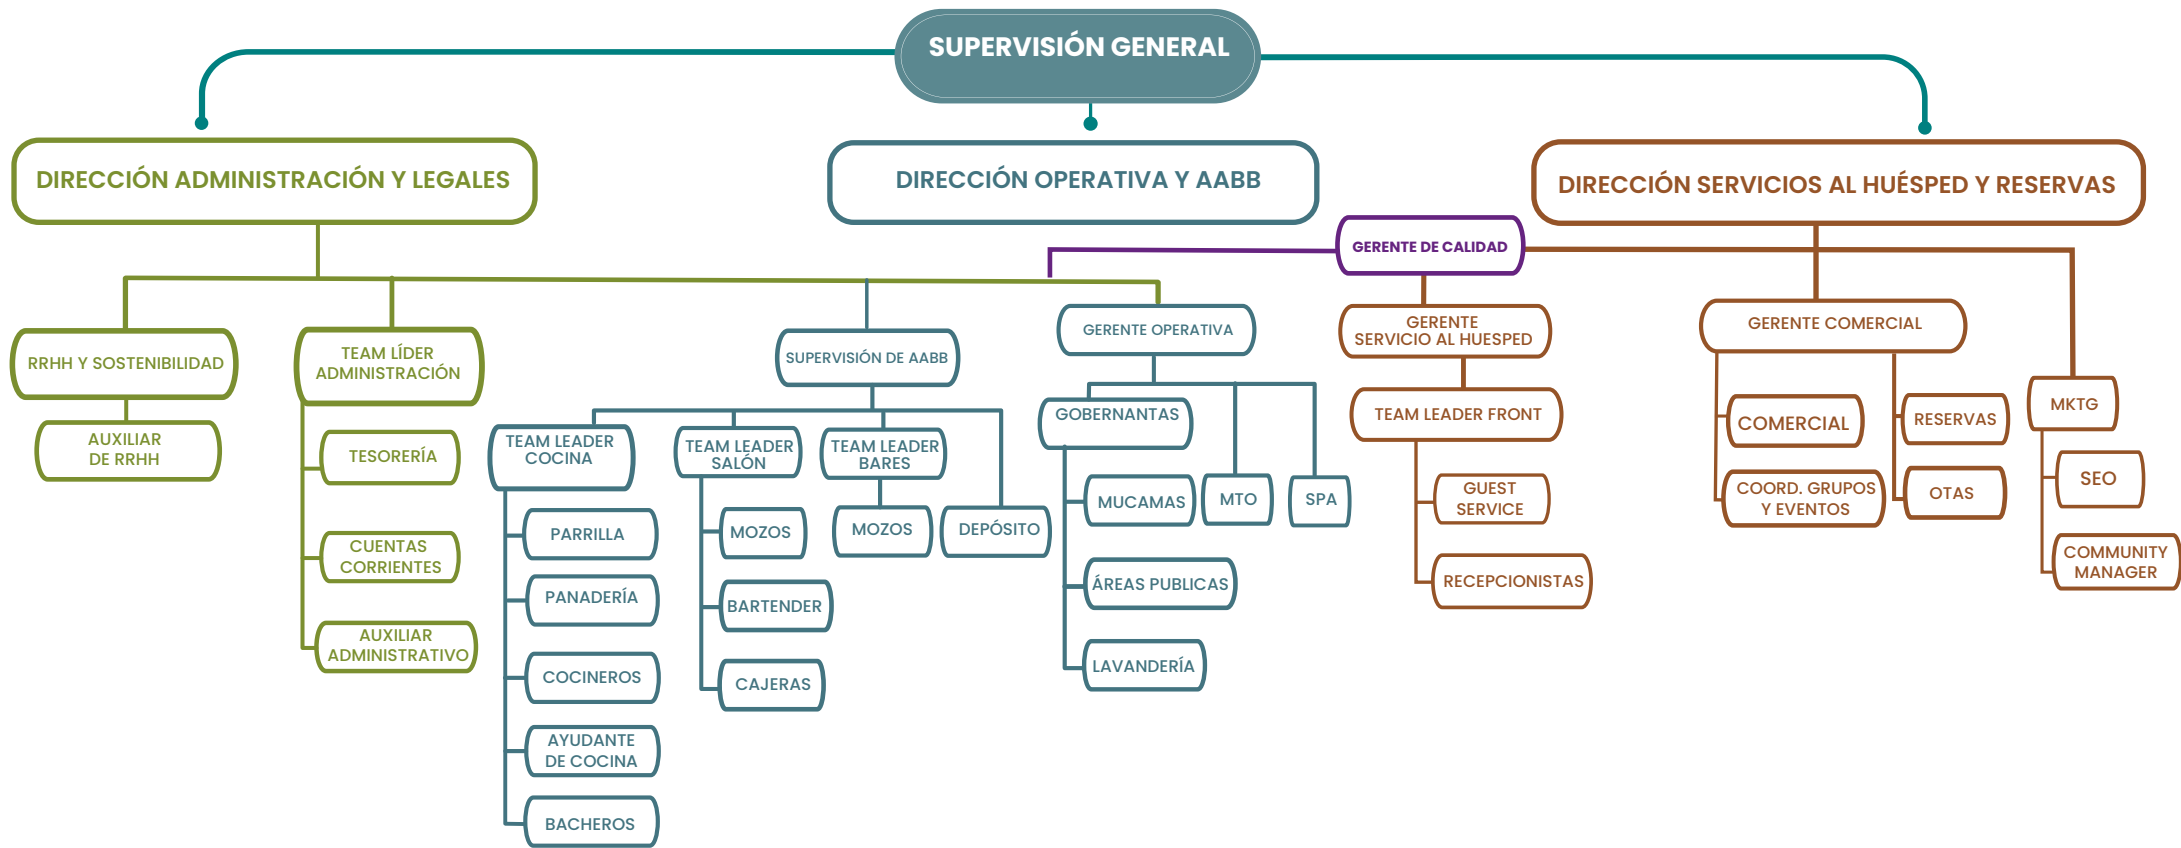 SUPERVISIÓN GENERAL
DIRECCIÓN ADMINISTRACIÓN Y LEGALES
DIRECCIÓN OPERATIVA Y AABB
DIRECCIÓN SERVICIOS AL HUÉSPED Y RESERVAS
GERENTE DE CALIDAD
RRHH Y SOSTENIBILIDAD
AUXILIAR
DE RRHH
TEAM LÍDER
ADMINISTRACIÓN
TESORERÍA
CUENTAS
CORRIENTES
AUXILIAR
ADMINISTRATIVO
SUPERVISIÓN DE AABB
TEAM LEADER
COCINA
PARRILLA
PANADERÍA
COCINEROS
AYUDANTE
DE COCINA
BACHEROS
TEAM LEADER
SALÓN
MOZOS
BARTENDER
CAJERAS
TEAM LEADER
BARES
MOZOS
DEPÓSITO
GERENTE OPERATIVA
GOBERNANTAS
MUCAMAS
ÁREAS PUBLICAS
LAVANDERÍA
MTO
SPA
GERENTE
SERVICIO AL HUESPED
TEAM LEADER FRONT
GUEST
SERVICE
RECEPCIONISTAS
GERENTE COMERCIAL
COMERCIAL
COORD. GRUPOS
Y EVENTOS
RESERVAS
OTAS
MKTG
SEO
COMMUNITY
MANAGER